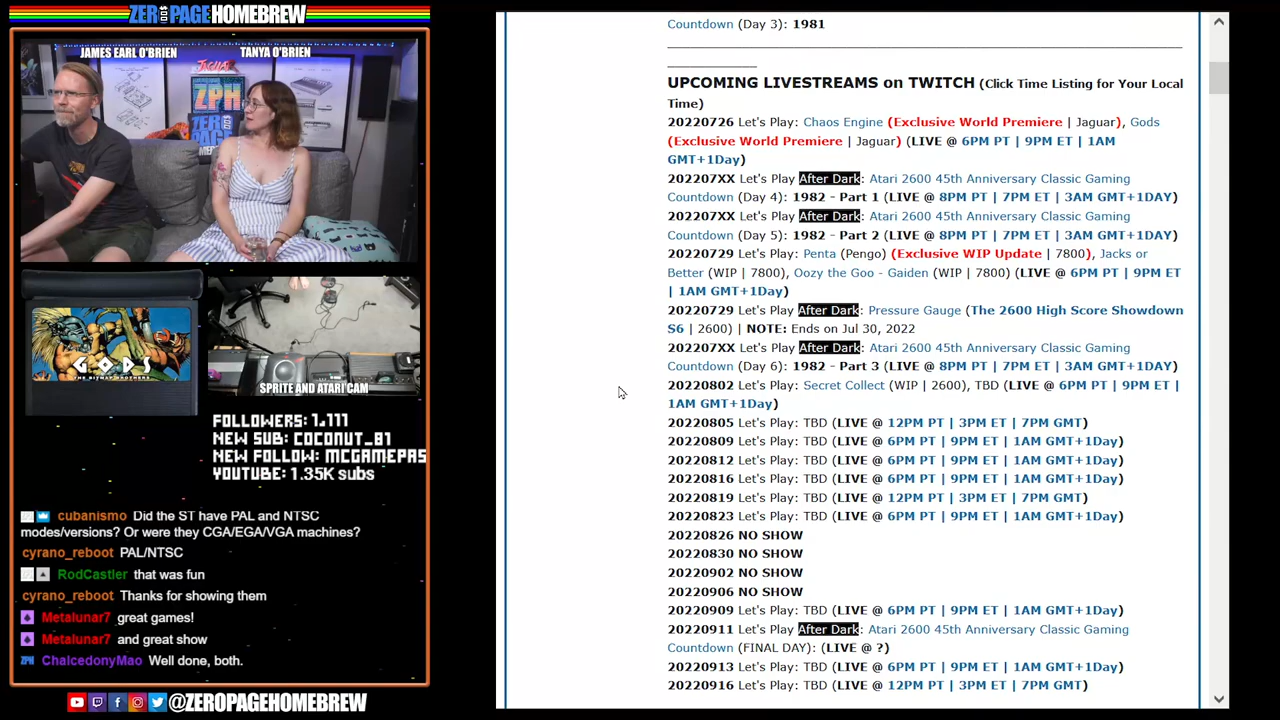 ZERO PAGE HOMEBREW
JAMES EARL O'BRIEN
TANYA O'BRIEN
JAGUAR
ZPH
GODS
THE BITMAP BROTHERS
SPRITE AND ATARI CAM
FOLLOWERS: 1,111
NEW SUB: COCONUT_81
NEW FOLLOW: MCGAMEPAS
YOUTUBE: 1.35K subs
cubanismo Did the ST have PAL and NTSC
modes/versions? Or were they CGA/EGA/VGA machines?
cyrano_reboot PAL/NTSC
RodCastler that was fun
cyrano_reboot Thanks for showing them
Metalunar7 great games!
Metalunar7 and great show
ZPH ChalcedonyMao Well done, both.
@ZEROPAGEHOMEBREW
Countdown (Day 3): 1981
UPCOMING LIVESTREAMS on TWITCH (Click Time Listing for Your Local
Time)
20220726 Let's Play: Chaos Engine (Exclusive World Premiere | Jaguar), Gods
(Exclusive World Premiere | Jaguar) (LIVE @ 6PM PT | 9PM ET | 1AM
GMT+1Day)
202207XX Let's Play After Dark: Atari 2600 45th Anniversary Classic Gaming
Countdown (Day 4): 1982 - Part 1 (LIVE @ 8PM PT | 7PM ET | 3AM GMT+1DAY)
202207XX Let's Play After Dark: Atari 2600 45th Anniversary Classic Gaming
Countdown (Day 5): 1982 - Part 2 (LIVE @ 8PM PT | 7PM ET | 3AM GMT+1DAY)
20220729 Let's Play: Penta (Pengo) (Exclusive WIP Update | 7800), Jacks or
Better (WIP | 7800), Oozy the Goo - Gaiden (WIP | 7800) (LIVE @ 6PM PT | 9PM ET
| 1AM GMT+1Day)
20220729 Let's Play After Dark: Pressure Gauge (The 2600 High Score Showdown
S6 | 2600) | NOTE: Ends on Jul 30, 2022
202207XX Let's Play After Dark: Atari 2600 45th Anniversary Classic Gaming
Countdown (Day 6): 1982 - Part 3 (LIVE @ 8PM PT | 7PM ET | 3AM GMT+1DAY)
20220802 Let's Play: Secret Collect (WIP | 2600), TBD (LIVE @ 6PM PT | 9PM ET |
1AM GMT+1Day)
20220805 Let's Play: TBD (LIVE @ 12PM PT | 3PM ET | 7PM GMT)
20220809 Let's Play: TBD (LIVE @ 6PM PT | 9PM ET | 1AM GMT+1Day)
20220812 Let's Play: TBD (LIVE @ 6PM PT | 9PM ET | 1AM GMT+1Day)
20220816 Let's Play: TBD (LIVE @ 6PM PT | 9PM ET | 1AM GMT+1Day)
20220819 Let's Play: TBD (LIVE @ 12PM PT | 3PM ET | 7PM GMT)
20220823 Let's Play: TBD (LIVE @ 6PM PT | 9PM ET | 1AM GMT+1Day)
20220826 NO SHOW
20220830 NO SHOW
20220902 NO SHOW
20220906 NO SHOW
20220909 Let's Play: TBD (LIVE @ 6PM PT | 9PM ET | 1AM GMT+1Day)
20220911 Let's Play After Dark: Atari 2600 45th Anniversary Classic Gaming
Countdown (FINAL DAY): (LIVE @ ?)
20220913 Let's Play: TBD (LIVE @ 6PM PT | 9PM ET | 1AM GMT+1Day)
20220916 Let's Play: TBD (LIVE @ 12PM PT | 3PM ET | 7PM GMT)